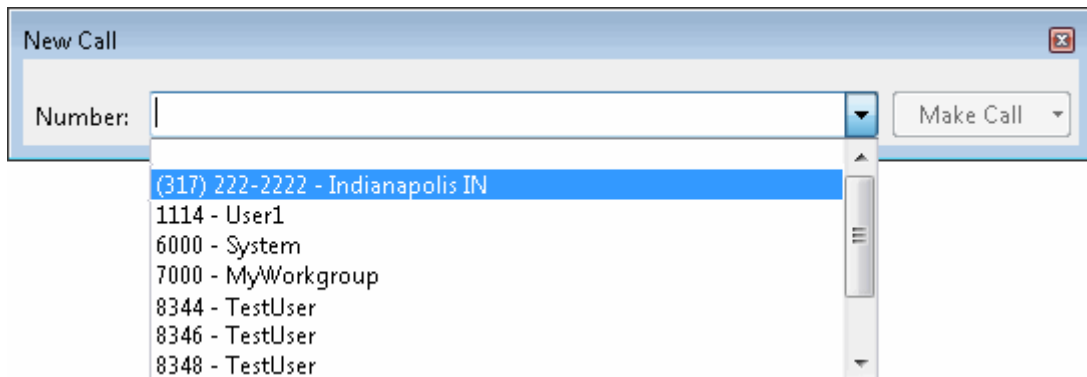 New Call
Number: Make Call
(317) 222-2222 - Indianapolis IN
1114 - User1
6000 - System
7000 - MyWorkgroup
8344 - TestUser
8346 - TestUser
8348 - TestUser